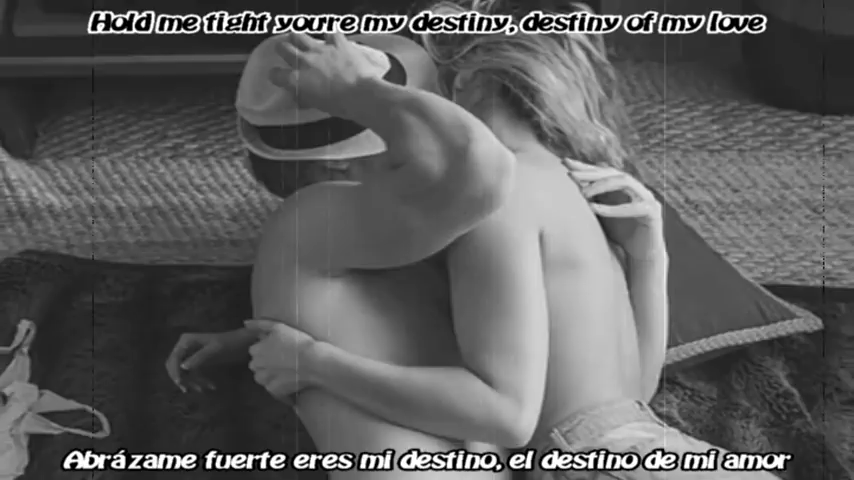 Hold me tight youre my destiny, destiny of my love
Abrázame fuerte eres mi destino, el destino de mi amor